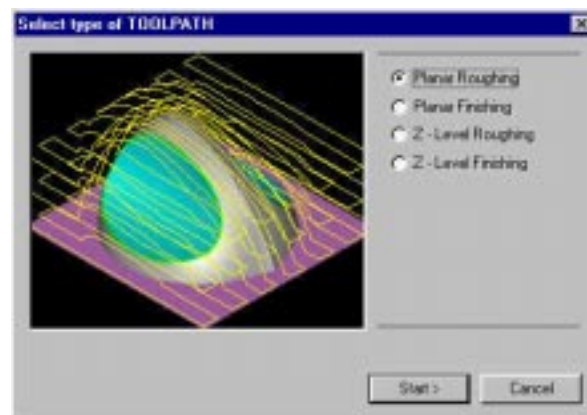 Select type of TOOLPATH
Planar Roughing
Planar Finishing
Z - Level Roughing
Z - Level Finishing
Start >
Cancel